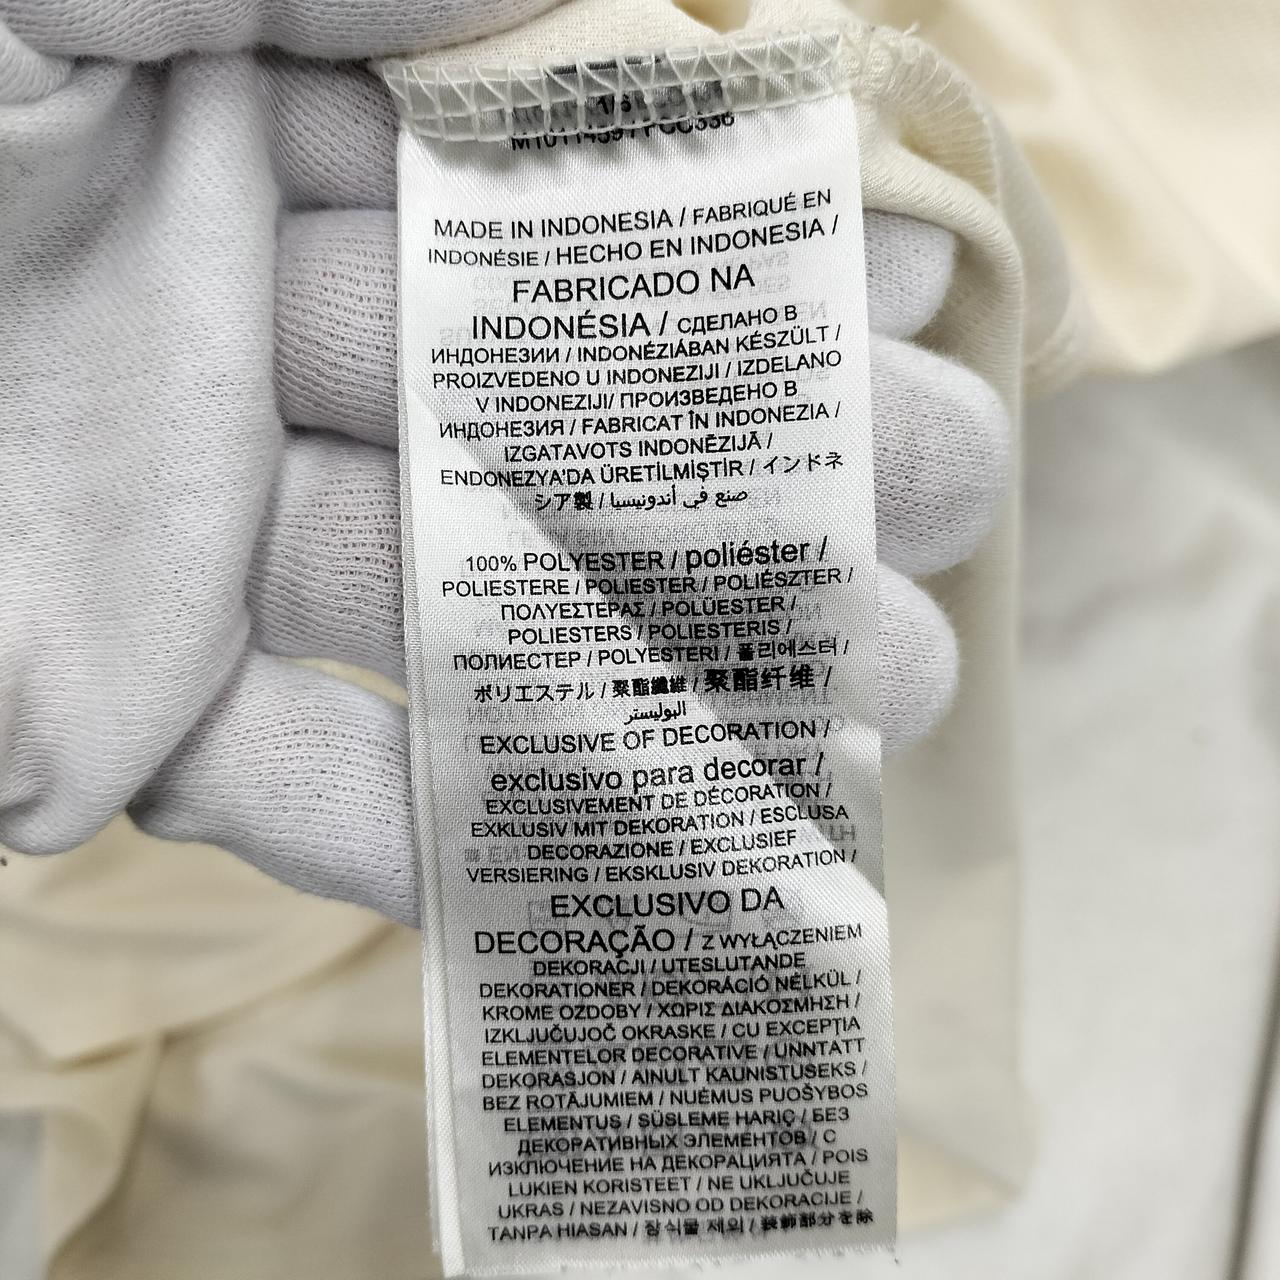 MADE IN INDONESIA / FABRIQUÉ EN
INDONÉSIE / HECHO EN INDONESIA /
FABRICADO NA
INDONÉSIA / СДЕЛАНО В
ИНДОНЕЗИИ / INDONÉZIÁBAN KÉSZÜLT /
PROIZVEDENO U INDONEZIJI / IZDELANO
V INDONEZIJI/ ПРОИЗВЕДЕНО В
ИНДОНЕЗИЯ / FABRICAT ÎN INDONEZIA /
IZGATAVOTS INDONĒZIJĀ /
ENDONEZYA'DA ÜRETİLMİŞTİR / インドネ
シア製 / صنع في أندونيسيا
100% POLYESTER / poliéster /
POLIESTERE / POLIESTER / POLIÉSZTER /
ΠΟΛΥΕΣΤΕΡΑΣ / POLÜESTER /
POLIESTERS / POLIESTERIS /
ПОЛИЕСТЕР / POLYESTERI / 폴리에스터 /
ポリエステル / 聚酯纖維 / 聚酯纤维 /
البوليستر
EXCLUSIVE OF DECORATION /
exclusivo para decorar /
EXCLUSIVEMENT DE DÉCORATION /
EXKLUSIV MIT DEKORATION / ESCLUSA
DECORAZIONE / EXCLUSIEF
VERSIERING / EKSKLUSIV DEKORATION /
EXCLUSIVO DA
DECORAÇÃO / Z WYŁĄCZENIEM
DEKORACJI / UTESLUTANDE
DEKORATIONER / DEKORÁCIÓ NÉLKÜL /
KROME OZDOBY / ΧΩΡΙΣ ΔΙΑΚΟΣΜΗΣΗ /
IZKLJUČUJOČ OKRASKE / CU EXCEPŢIA
ELEMENTELOR DECORATIVE / UNNTATT
DEKORASJON / AINULT KAUNISTUSEKS /
BEZ ROTĀJUMIEM / NUĖMUS PUOŠYBOS
ELEMENTUS / SÜSLEME HARİÇ / БЕЗ
ДЕКОРАТИВНЫХ ЭЛЕМЕНТОВ / С
ИЗКЛЮЧЕНИЕ НА ДЕКОРАЦИЯТА / POIS
LUKIEN KORISTEET / NE UKLJUČUJE
UKRAS / NEZAVISNO OD DEKORACIJE /
TANPA HIASAN / 장식물 제외 / 装飾部分を除